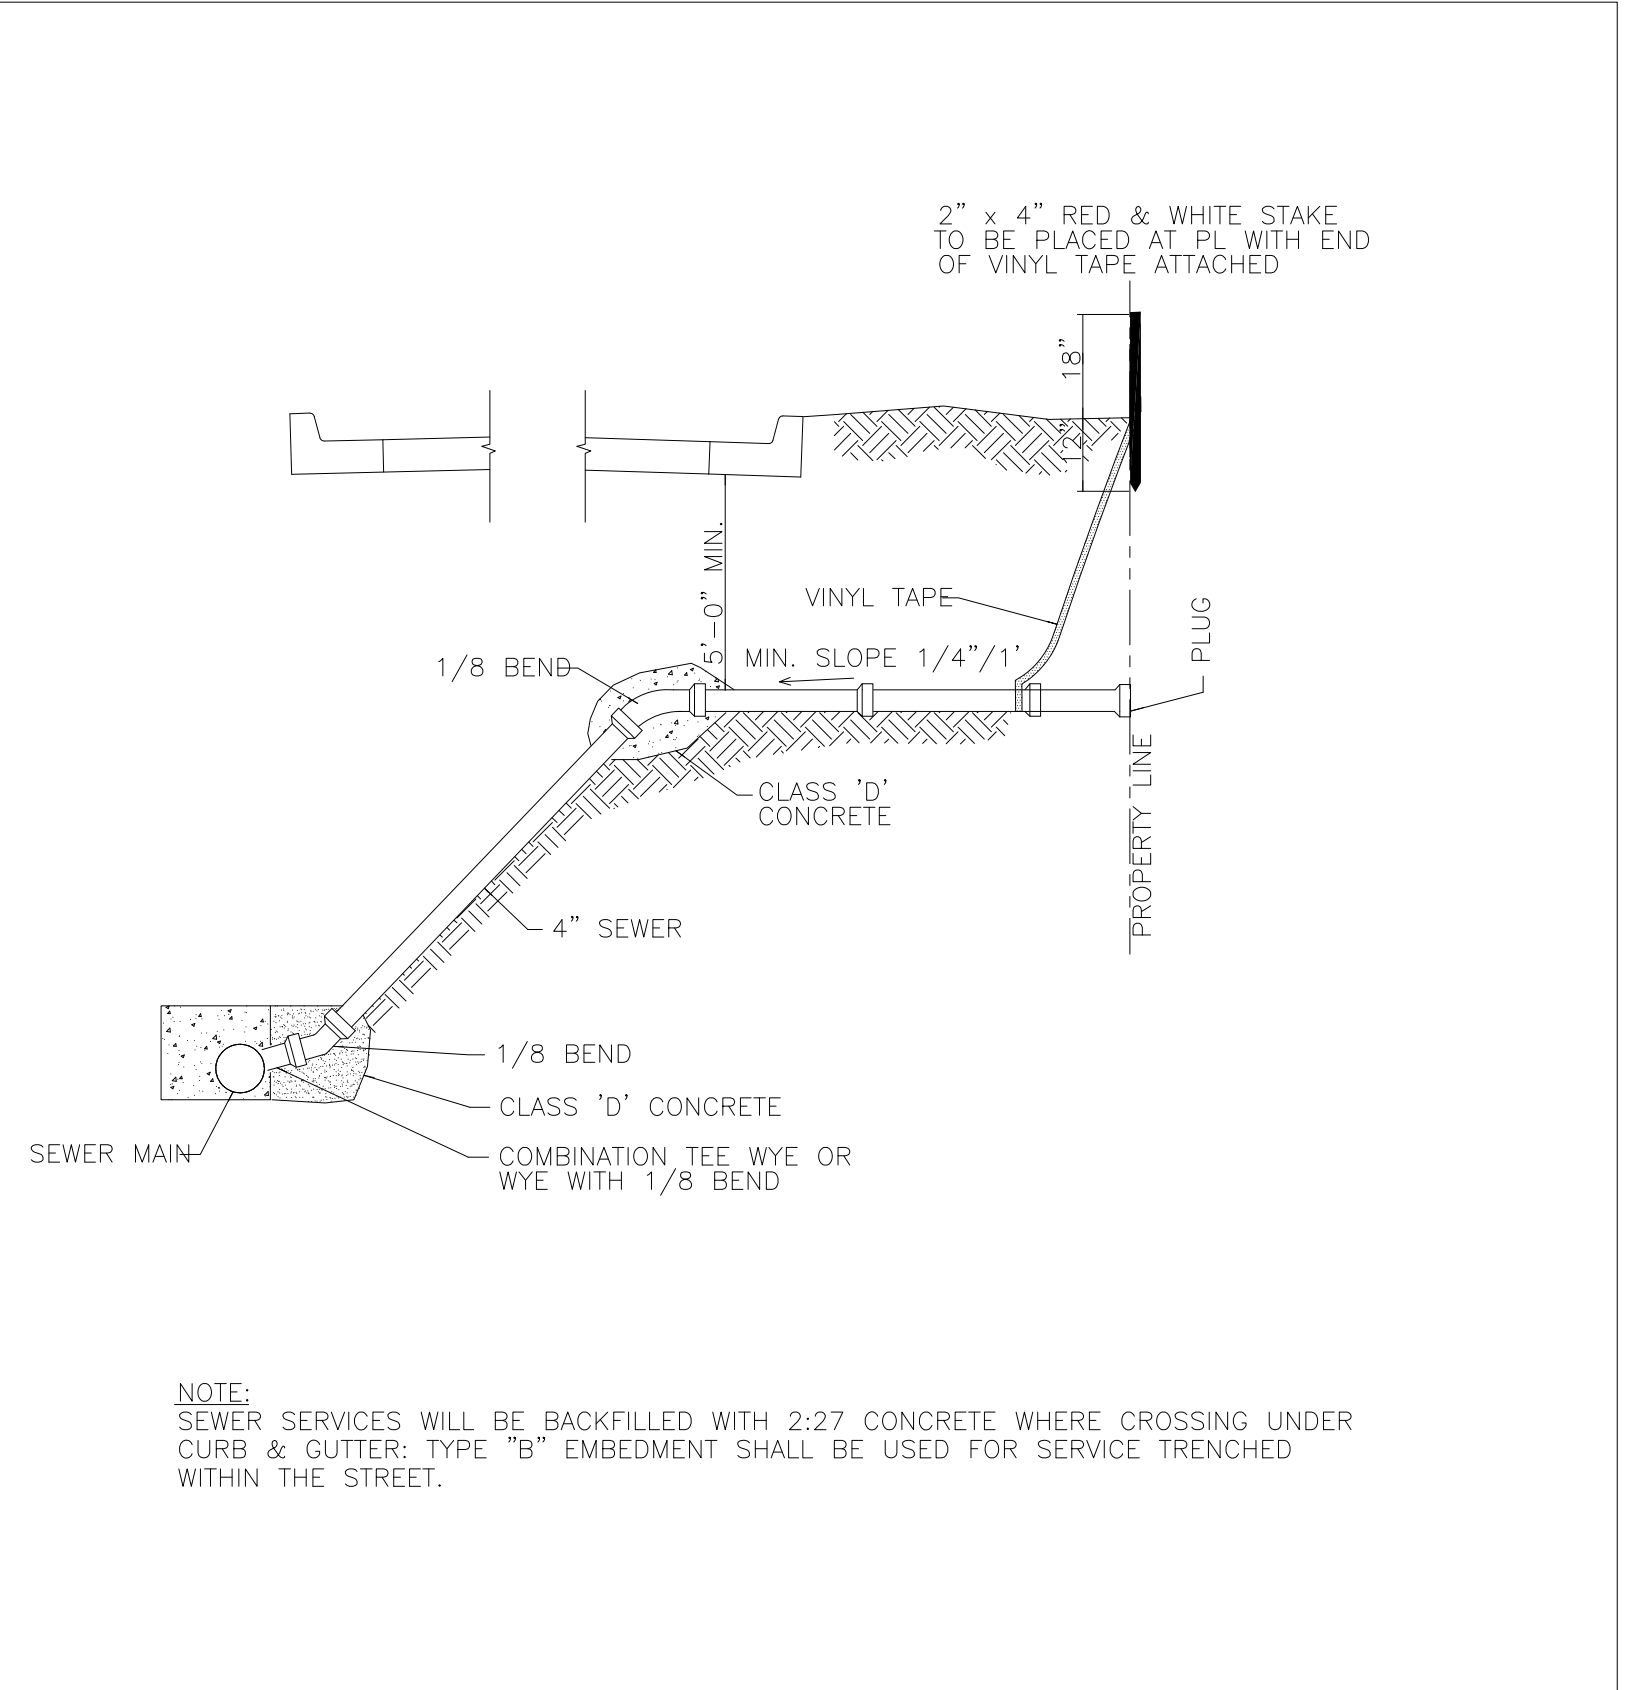 2" x 4" RED & WHITE STAKE
TO BE PLACED AT PL WITH END
OF VINYL TAPE ATTACHED
18"
12"
5'-0" MIN.
VINYL TAPE
PLUG
MIN. SLOPE 1/4"/1'
1/8 BEND
PROPERTY LINE
CLASS 'D'
CONCRETE
4" SEWER
1/8 BEND
CLASS 'D' CONCRETE
SEWER MAIN
COMBINATION TEE WYE OR
WYE WITH 1/8 BEND
NOTE:
SEWER SERVICES WILL BE BACKFILLED WITH 2:27 CONCRETE WHERE CROSSING UNDER
CURB & GUTTER: TYPE "B" EMBEDMENT SHALL BE USED FOR SERVICE TRENCHED
WITHIN THE STREET.